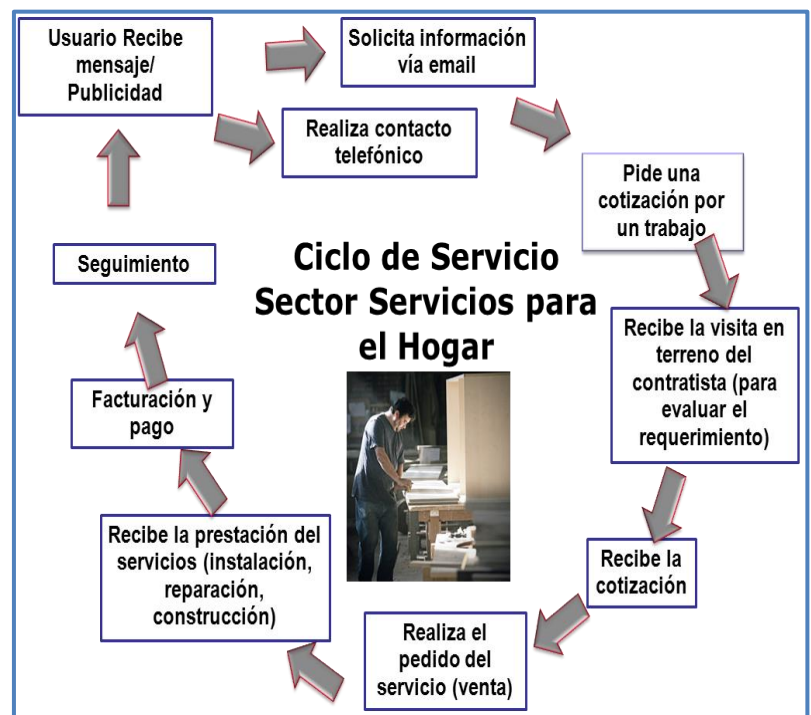 Usuario Recibe
mensaje/
Publicidad
Solicita información
vía email
Realiza contacto
telefónico
Pide una
cotización por
un trabajo
Ciclo de Servicio
Sector Servicios para
el Hogar
Recibe la visita en
terreno del
contratista (para
evaluar el
requerimiento)
Recibe la
cotización
Realiza el
pedido del
servicio (venta)
Recibe la prestación del
servicios (instalación,
reparación,
construcción)
Facturación y
pago
Seguimiento